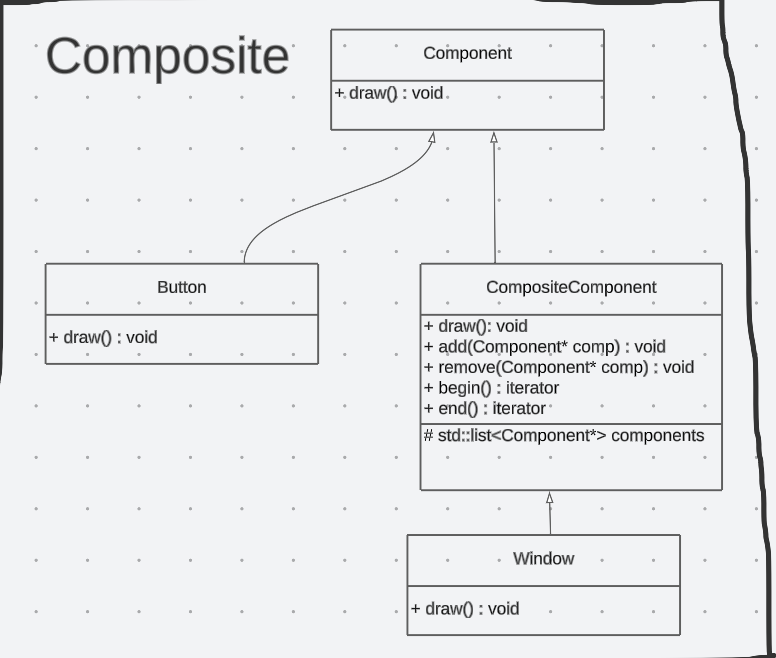 Composite
Component
+ draw() : void
Button
+ draw() : void
CompositeComponent
+ draw(): void
+ add(Component* comp) : void
+ remove(Component* comp) : void
+ begin() : iterator
+ end() : iterator
# std::list<Component*> components
Window
+ draw() : void